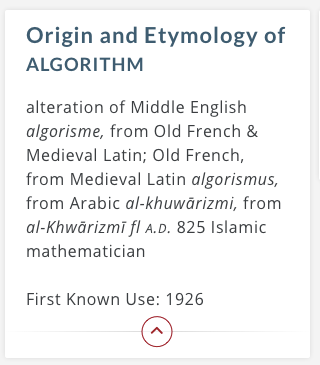 Origin and Etymology of
ALGORITHM
alteration of Middle English
algorisme, from Old French &
Medieval Latin; Old French,
from Medieval Latin algorismus,
from Arabic al-khuwārizmi, from
al-Khwārizmī fl A.D. 825 Islamic
mathematician
First Known Use: 1926